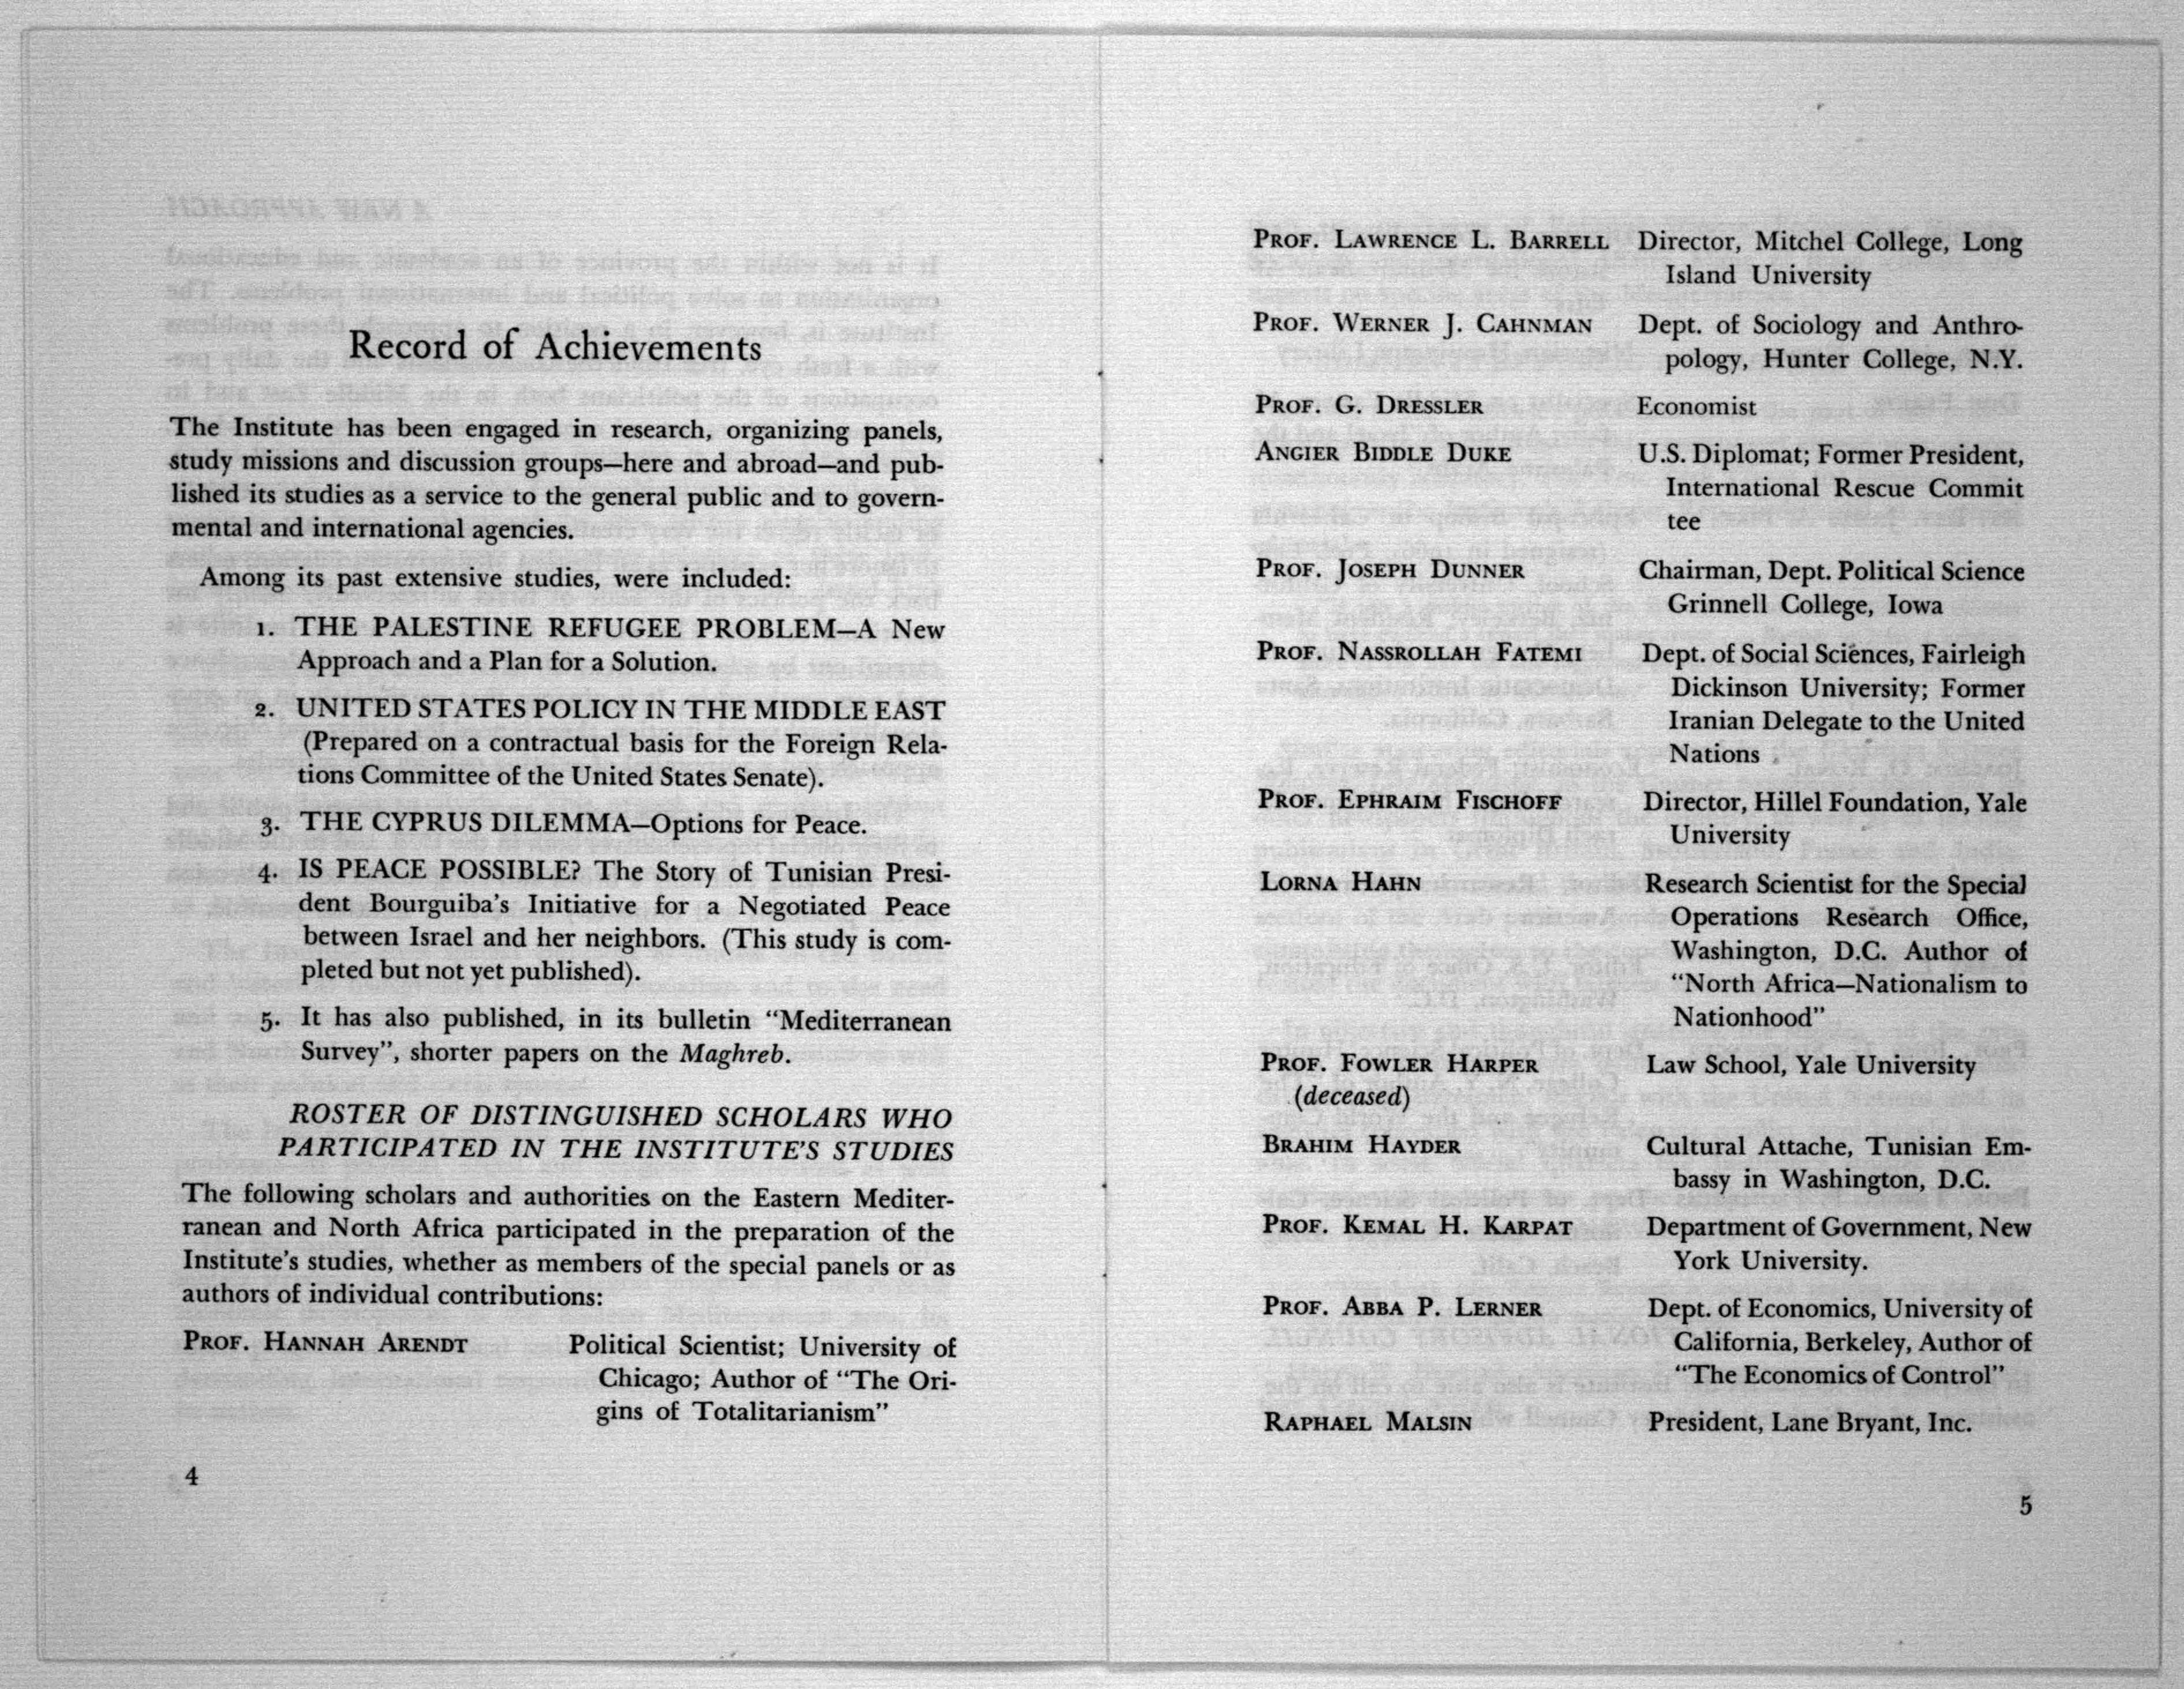 Record of Achievements
The Institute has been engaged in research, organizing panels,
study missions and discussion groups—here and abroad—and pub-
lished its studies as a service to the general public and to govern-
mental and international agencies.
Among its past extensive studies, were included:
1. THE PALESTINE REFUGEE PROBLEM—A New
Approach and a Plan for a Solution.
2. UNITED STATES POLICY IN THE MIDDLE EAST
(Prepared on a contractual basis for the Foreign Rela-
tions Committee of the United States Senate).
3. THE CYPRUS DILEMMA—Options for Peace.
4. IS PEACE POSSIBLE? The Story of Tunisian Presi-
dent Bourguiba's Initiative for a Negotiated Peace
between Israel and her neighbors. (This study is com-
pleted but not yet published).
5. It has also published, in its bulletin "Mediterranean
Survey", shorter papers on the Maghreb.
ROSTER OF DISTINGUISHED SCHOLARS WHO
PARTICIPATED IN THE INSTITUTE'S STUDIES
The following scholars and authorities on the Eastern Mediter-
ranean and North Africa participated in the preparation of the
Institute's studies, whether as members of the special panels or as
authors of individual contributions:
PROF. HANNAH ARENDT Political Scientist; University of
Chicago; Author of "The Ori-
gins of Totalitarianism"
4
PROF. LAWRENCE L. BARRELL Director, Mitchel College, Long
Island University
PROF. WERNER J. CAHNMAN Dept. of Sociology and Anthro-
pology, Hunter College, N.Y.
PROF. G. DRESSLER Economist
ANGIER BIDDLE DUKE U.S. Diplomat; Former President,
International Rescue Commit
tee
PROF. JOSEPH DUNNER Chairman, Dept. Political Science
Grinnell College, Iowa
PROF. NASSROLLAH FATEMI Dept. of Social Sciences, Fairleigh
Dickinson University; Former
Iranian Delegate to the United
Nations
PROF. EPHRAIM FISCHOFF Director, Hillel Foundation, Yale
University
LORNA HAHN Research Scientist for the Special
Operations Research Office,
Washington, D.C. Author of
"North Africa—Nationalism to
Nationhood"
PROF. FOWLER HARPER Law School, Yale University
(deceased)
BRAHIM HAYDER Cultural Attache, Tunisian Em-
bassy in Washington, D.C.
PROF. KEMAL H. KARPAT Department of Government, New
York University.
PROF. ABBA P. LERNER Dept. of Economics, University of
California, Berkeley, Author of
"The Economics of Control"
RAPHAEL MALSIN President, Lane Bryant, Inc.
5